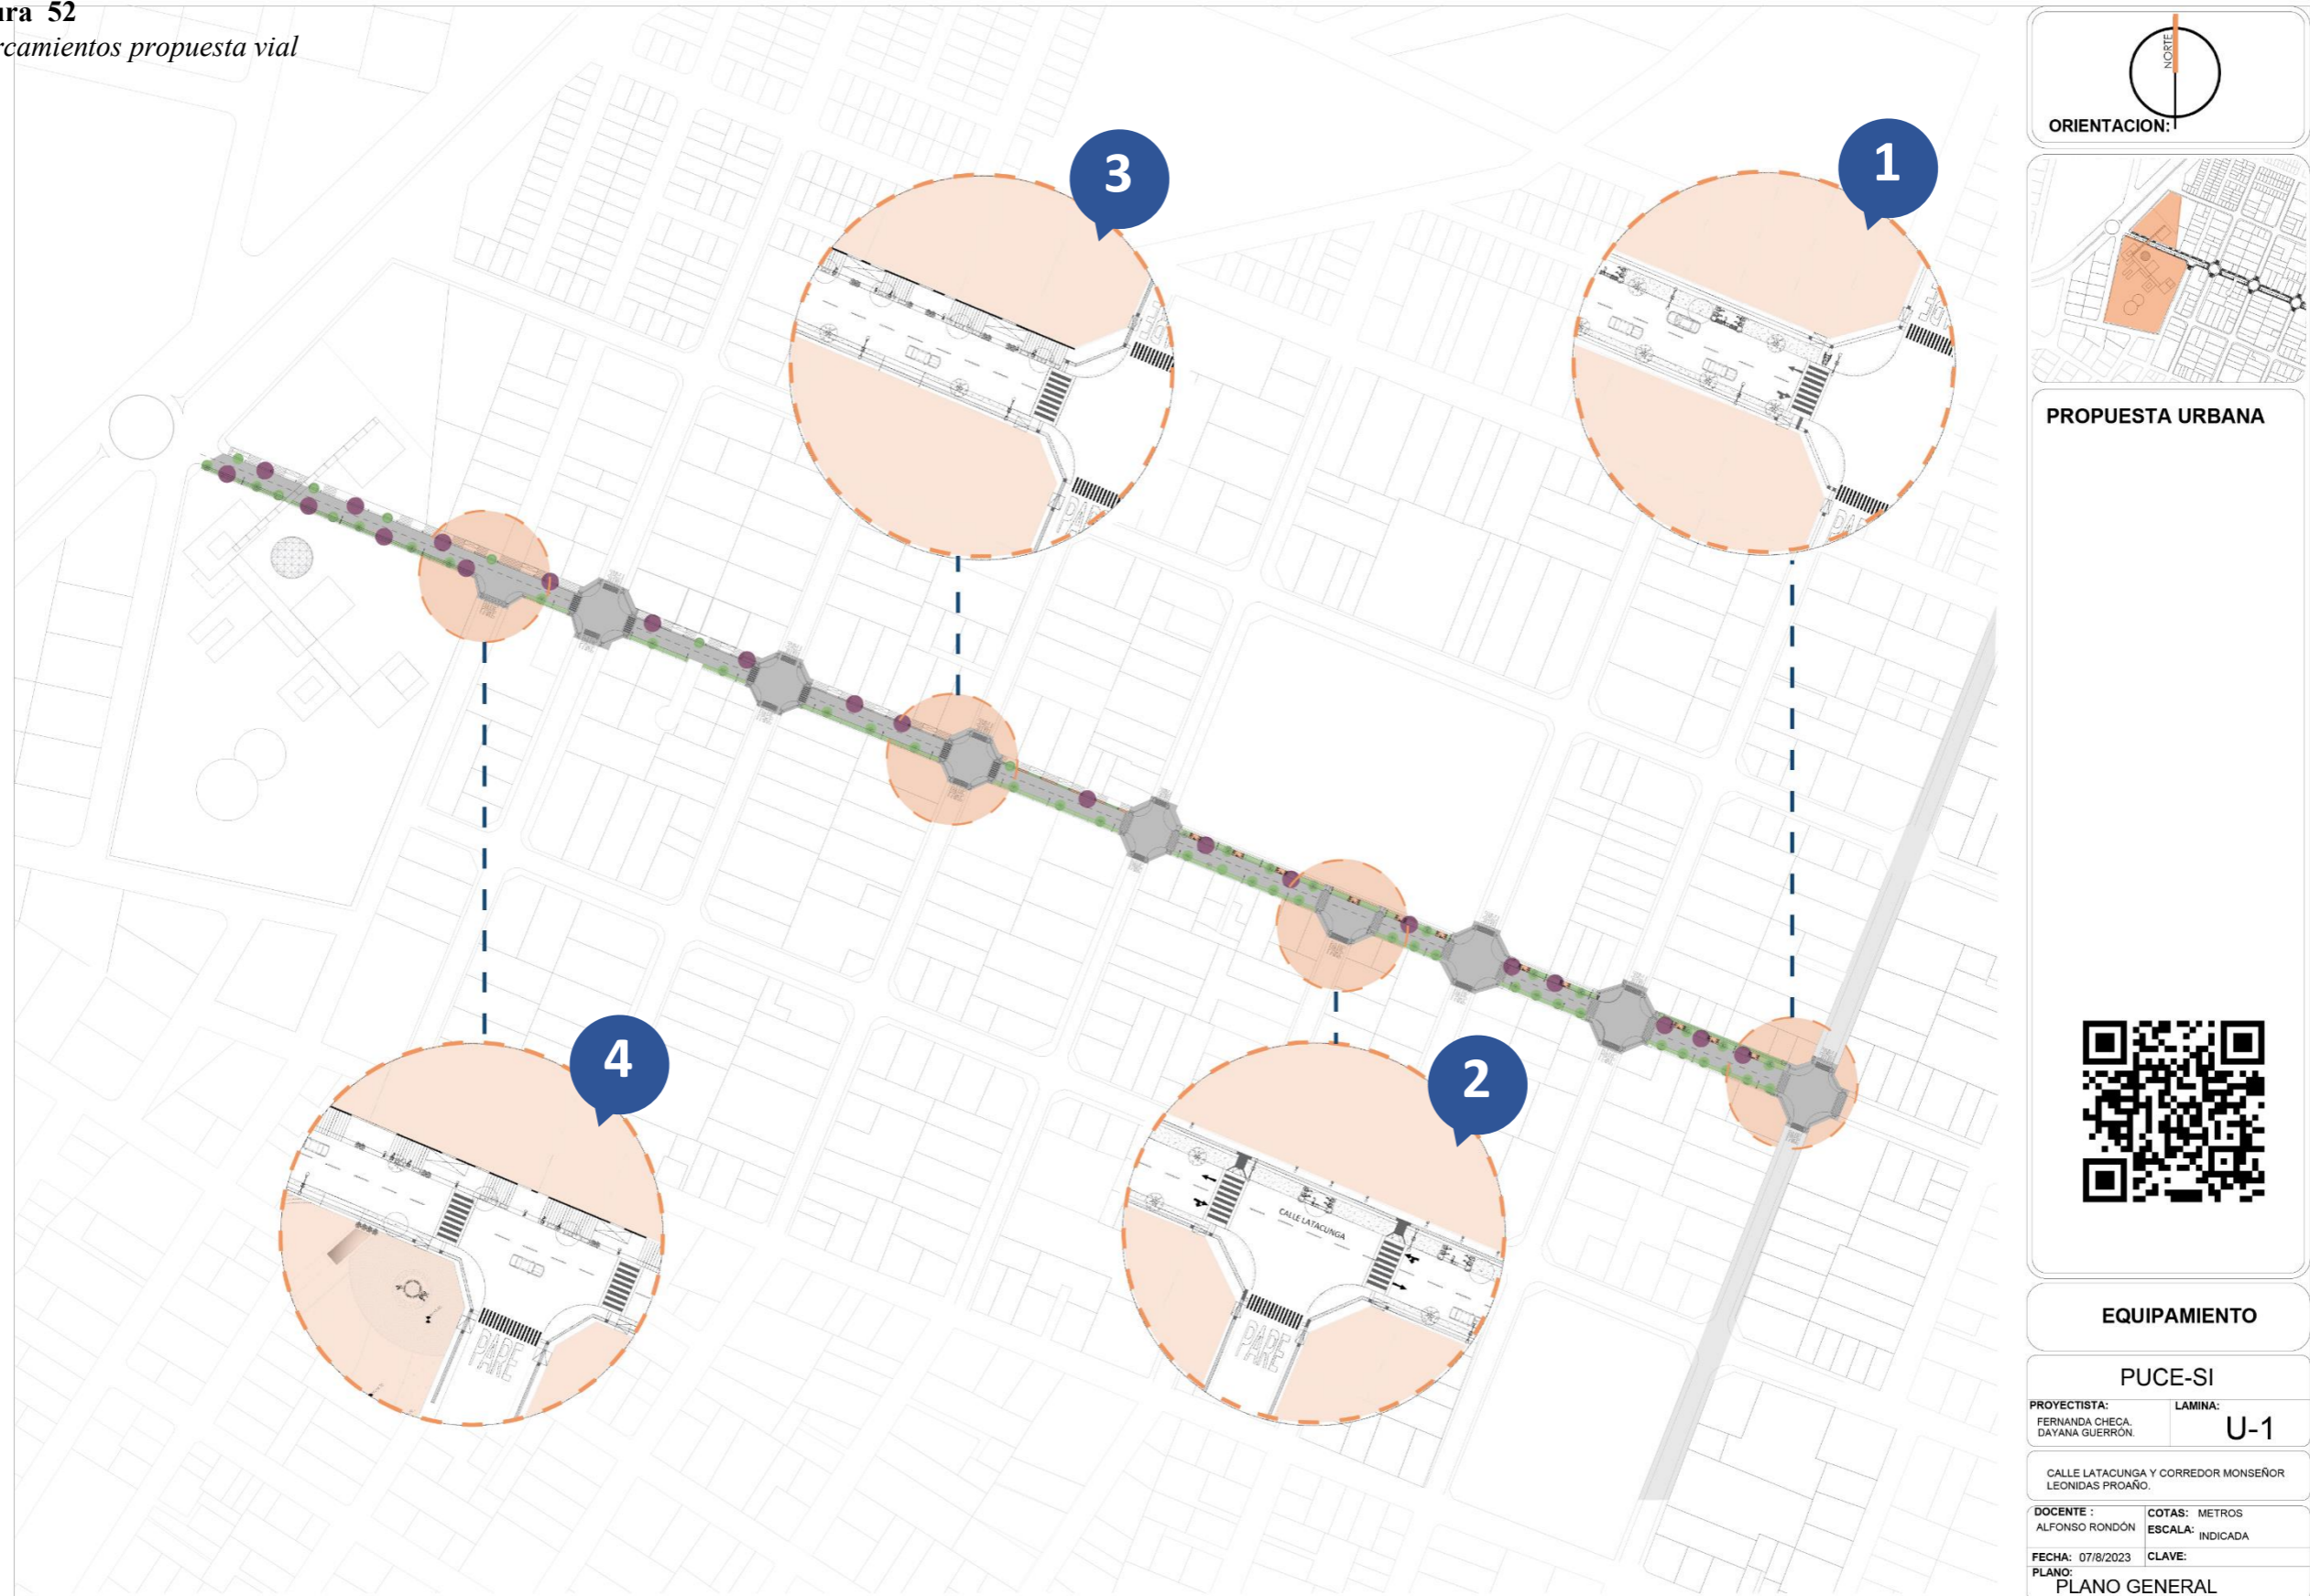 ura 52
rcamientos propuesta vial
3
1
4
2
CALLE LATACUNGA
PARE
PARE
NORTE
ORIENTACION:
PROPUESTA URBANA
EQUIPAMIENTO
PUCE-SI
PROYECTISTA:
FERNANDA CHECA.
DAYANA GUERRÓN.
LAMINA:
U-1
CALLE LATACUNGA Y CORREDOR MONSEÑOR
LEONIDAS PROAÑO.
DOCENTE :
ALFONSO RONDÓN
COTAS: METROS
ESCALA: INDICADA
FECHA: 07/8/2023
CLAVE:
PLANO:
PLANO GENERAL